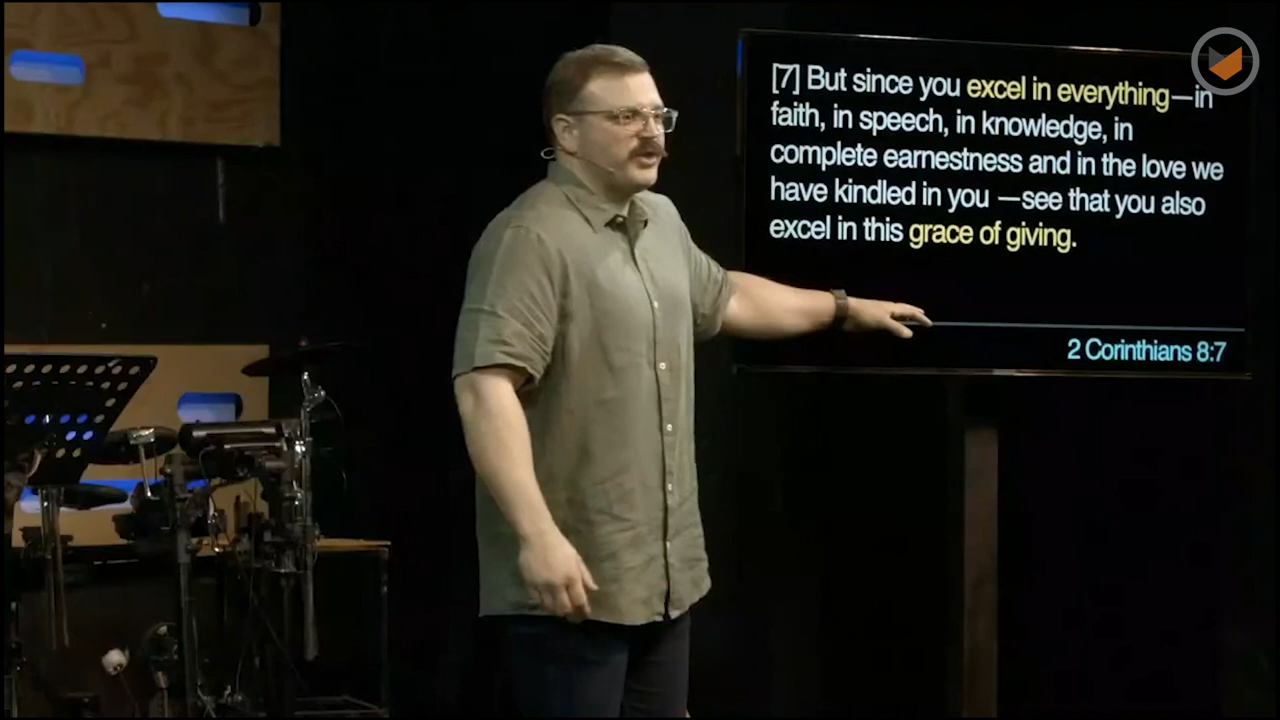 [7] But since you excel in everything—in
faith, in speech, in knowledge, in
complete earnestness and in the love we
have kindled in you —see that you also
excel in this grace of giving.
2 Corinthians 8:7